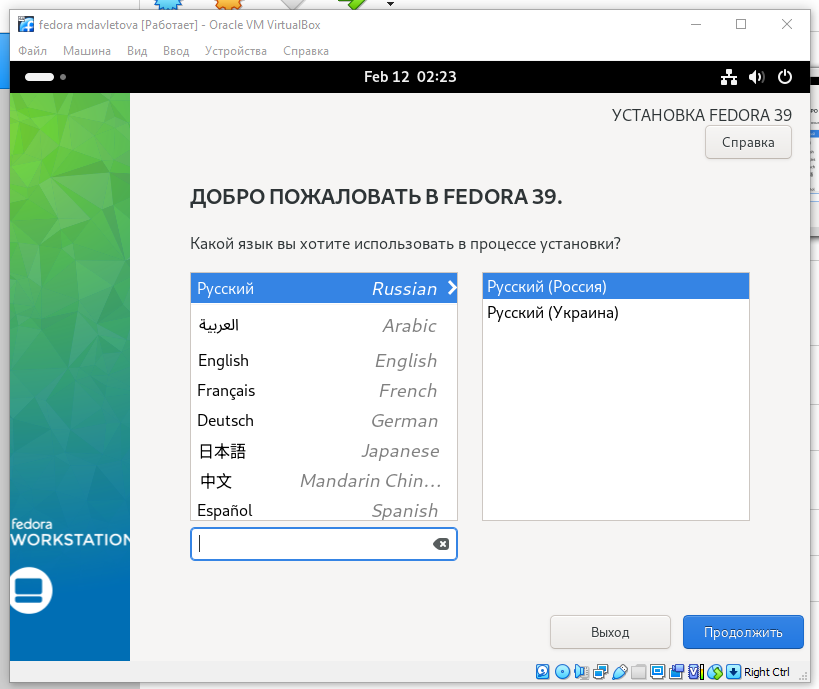 fedora mdavletova [Работает] - Oracle VM VirtualBox
Файл Машина Вид Ввод Устройства Справка
Feb 12 02:23
УСТАНОВКА FEDORA 39
Справка
ДОБРО ПОЖАЛОВАТЬ В FEDORA 39.
Какой язык вы хотите использовать в процессе установки?
Русский Russian
العربية Arabic
English English
Français French
Deutsch German
日本語 Japanese
中文 Mandarin Chin...
Español Spanish
Русский (Россия)
Русский (Украина)
fedora
WORKSTATION
Выход Продолжить
Right Ctrl